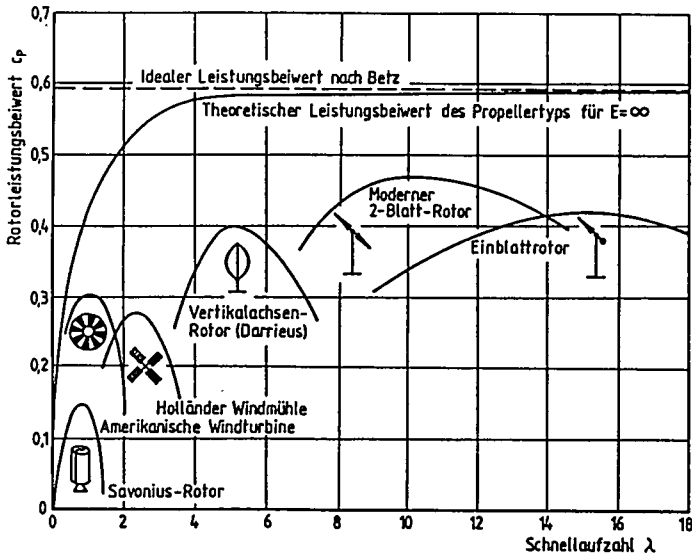 Rotorleistungsbeiwert cP
0,7
0,6
0,5
0,4
0,3
0,2
0,1
0
Idealer Leistungsbeiwert nach Betz
Theoretischer Leistungsbeiwert des Propellertyps für E=∞
Moderner
2-Blatt-Rotor
Einblattrotor
Vertikalachsen-
Rotor (Darrieus)
Holländer Windmühle
Amerikanische Windturbine
Savonius-Rotor
0 2 4 6 8 10 12 14 16 18
Schnellaufzahl λ